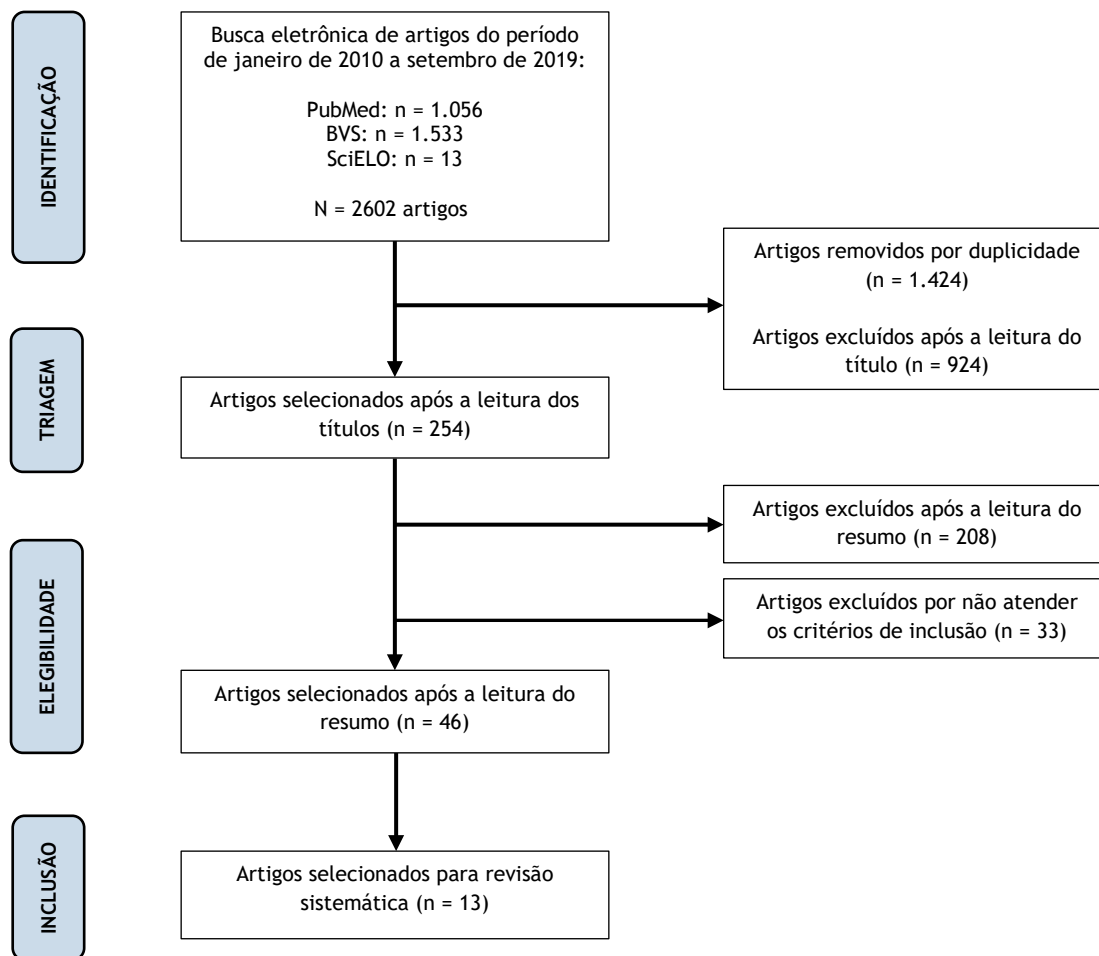 IDENTIFICAÇÃO
Busca eletrônica de artigos do período
de janeiro de 2010 a setembro de 2019:
PubMed: n = 1.056
BVS: n = 1.533
SciELO: n = 13
N = 2602 artigos
Artigos removidos por duplicidade
(n = 1.424)
Artigos excluídos após a leitura do
título (n = 924)
TRIAGEM
Artigos selecionados após a leitura dos
títulos (n = 254)
Artigos excluídos após a leitura do
resumo (n = 208)
ELEGIBILIDADE
Artigos excluídos por não atender
os critérios de inclusão (n = 33)
Artigos selecionados após a leitura do
resumo (n = 46)
INCLUSÃO
Artigos selecionados para revisão
sistemática (n = 13)